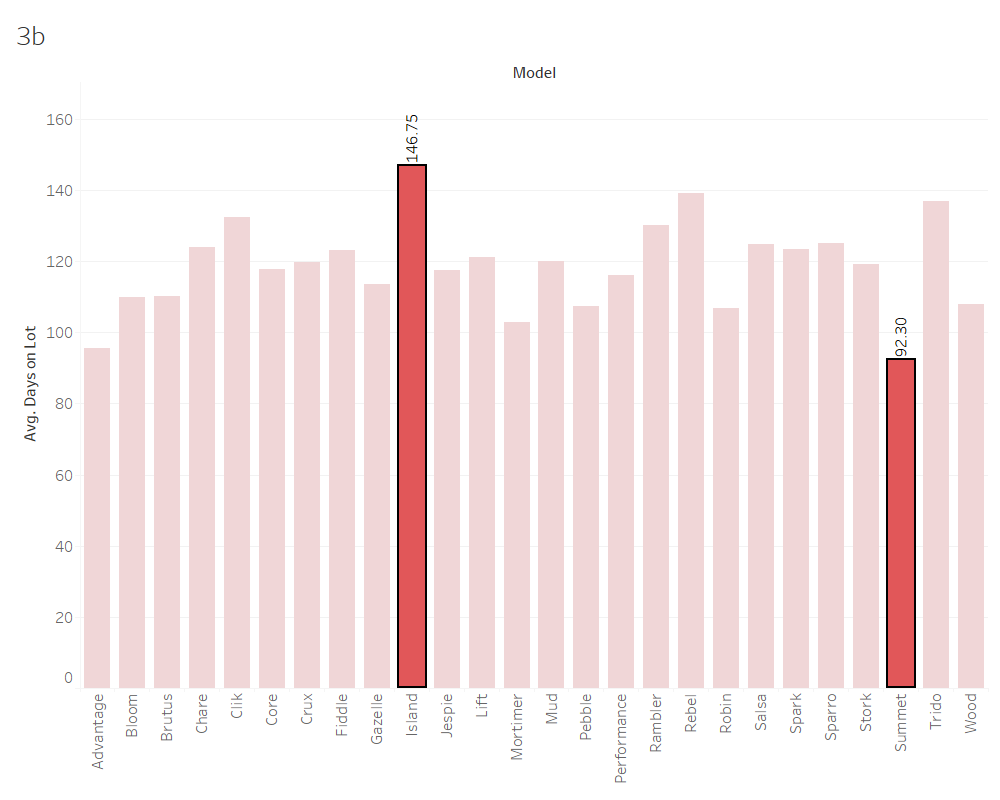 3b
Model
Avg. Days on Lot
160
140
120
100
80
60
40
20
0
146.75
92.30
Advantage
Bloom
Brutus
Chare
Clik
Core
Crux
Fiddle
Gazelle
Island
Jespie
Lift
Mortimer
Mud
Pebble
Performance
Rambler
Rebel
Robin
Salsa
Spark
Sparro
Stork
Summet
Trido
Wood